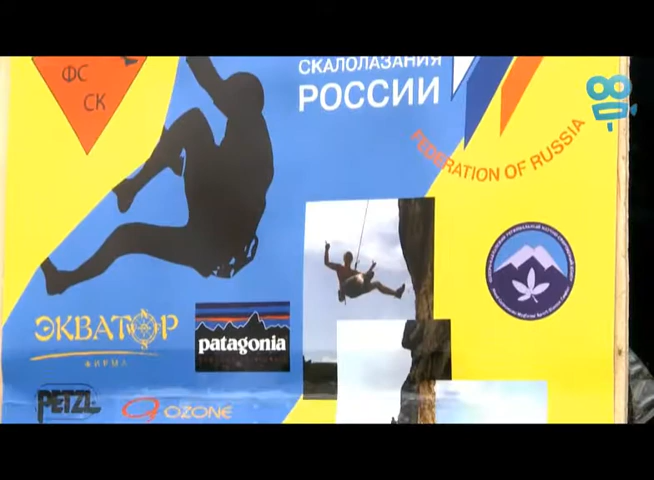 ФС
СК
СКАЛОЛАЗАНИЯ
РОССИИ
FEDERATION OF RUSSIA
ЭКВАТОР
ФИРМА
patagonia
PETZL
OZONE